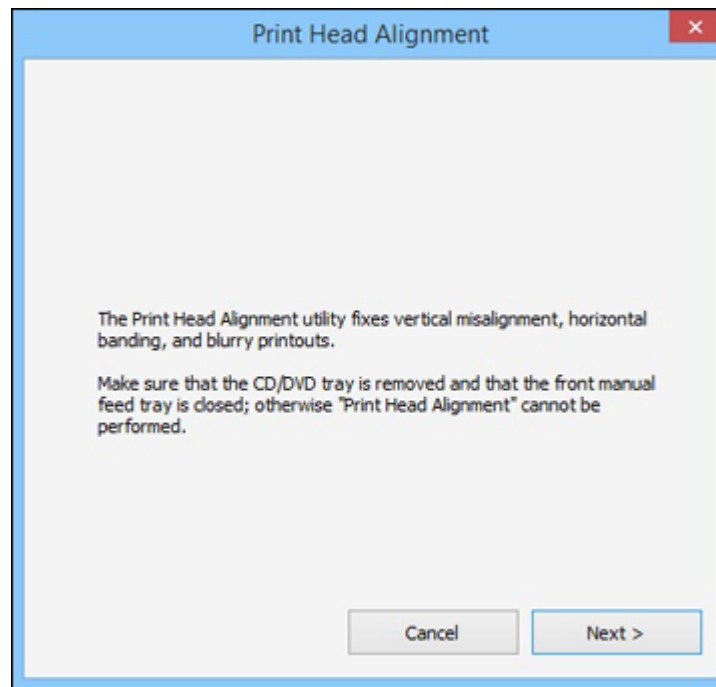 Print Head Alignment
The Print Head Alignment utility fixes vertical misalignment, horizontal
banding, and blurry printouts.
Make sure that the CD/DVD tray is removed and that the front manual
feed tray is closed; otherwise "Print Head Alignment" cannot be
performed.
Cancel
Next >